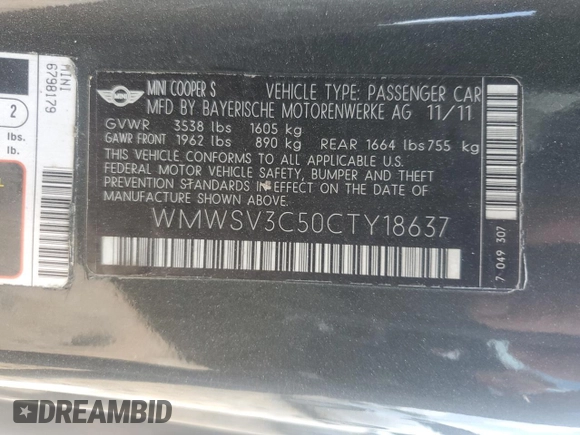 MINI
6798179
2
lbs.
lb.
MINI COOPER S VEHICLE TYPE: PASSENGER CAR
MFD BY BAYERISCHE MOTORENWERKE AG 11/11
GVWR 3538 lbs 1605 kg
GAWR FRONT 1962 lbs 890 kg REAR 1664 lbs 755 kg
THIS VEHICLE CONFORMS TO ALL APPLICABLE U.S.
FEDERAL MOTOR VEHICLE SAFETY, BUMPER AND THEFT
PREVENTION STANDARDS IN EFFECT ON THE DATE OF
MANUFACTURE SHOWN ABOVE.
WMWSV3C50CTY18637
7 049 307
DREAMBID